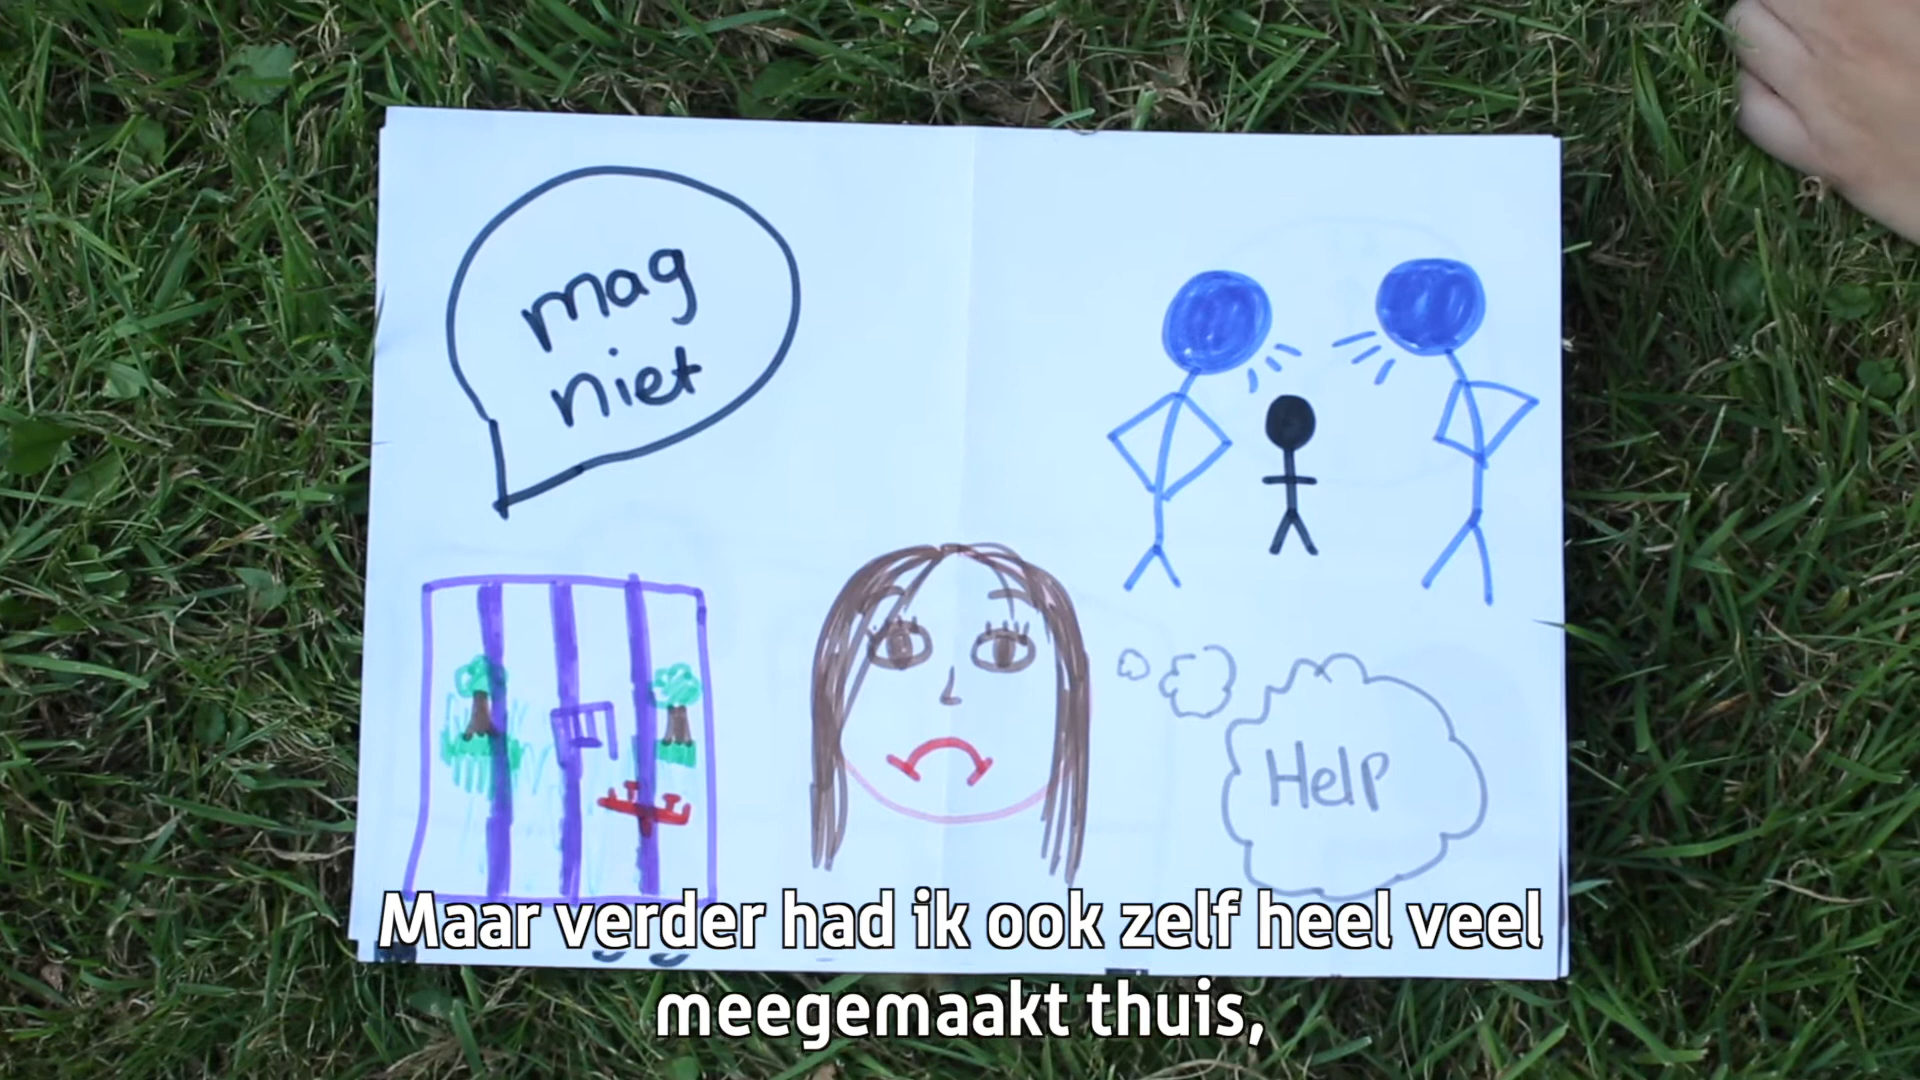 mag
niet
Help
Maar verder had ik ook zelf heel veel
meegemaakt thuis,